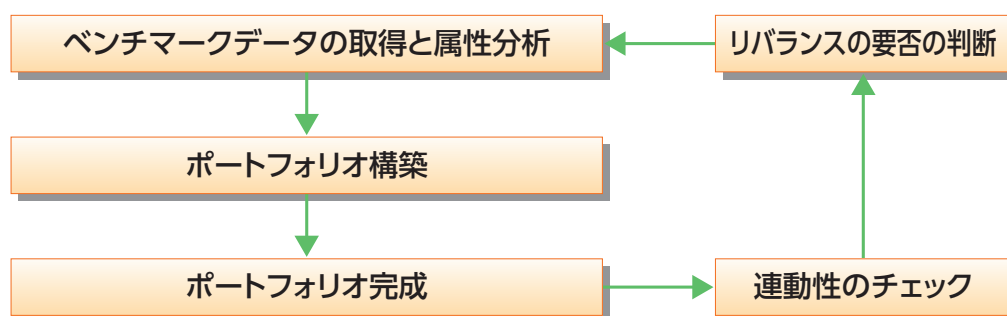 ベンチマークデータの取得と属性分析
リバランスの要否の判断
ポートフォリオ構築
ポートフォリオ完成
連動性のチェック